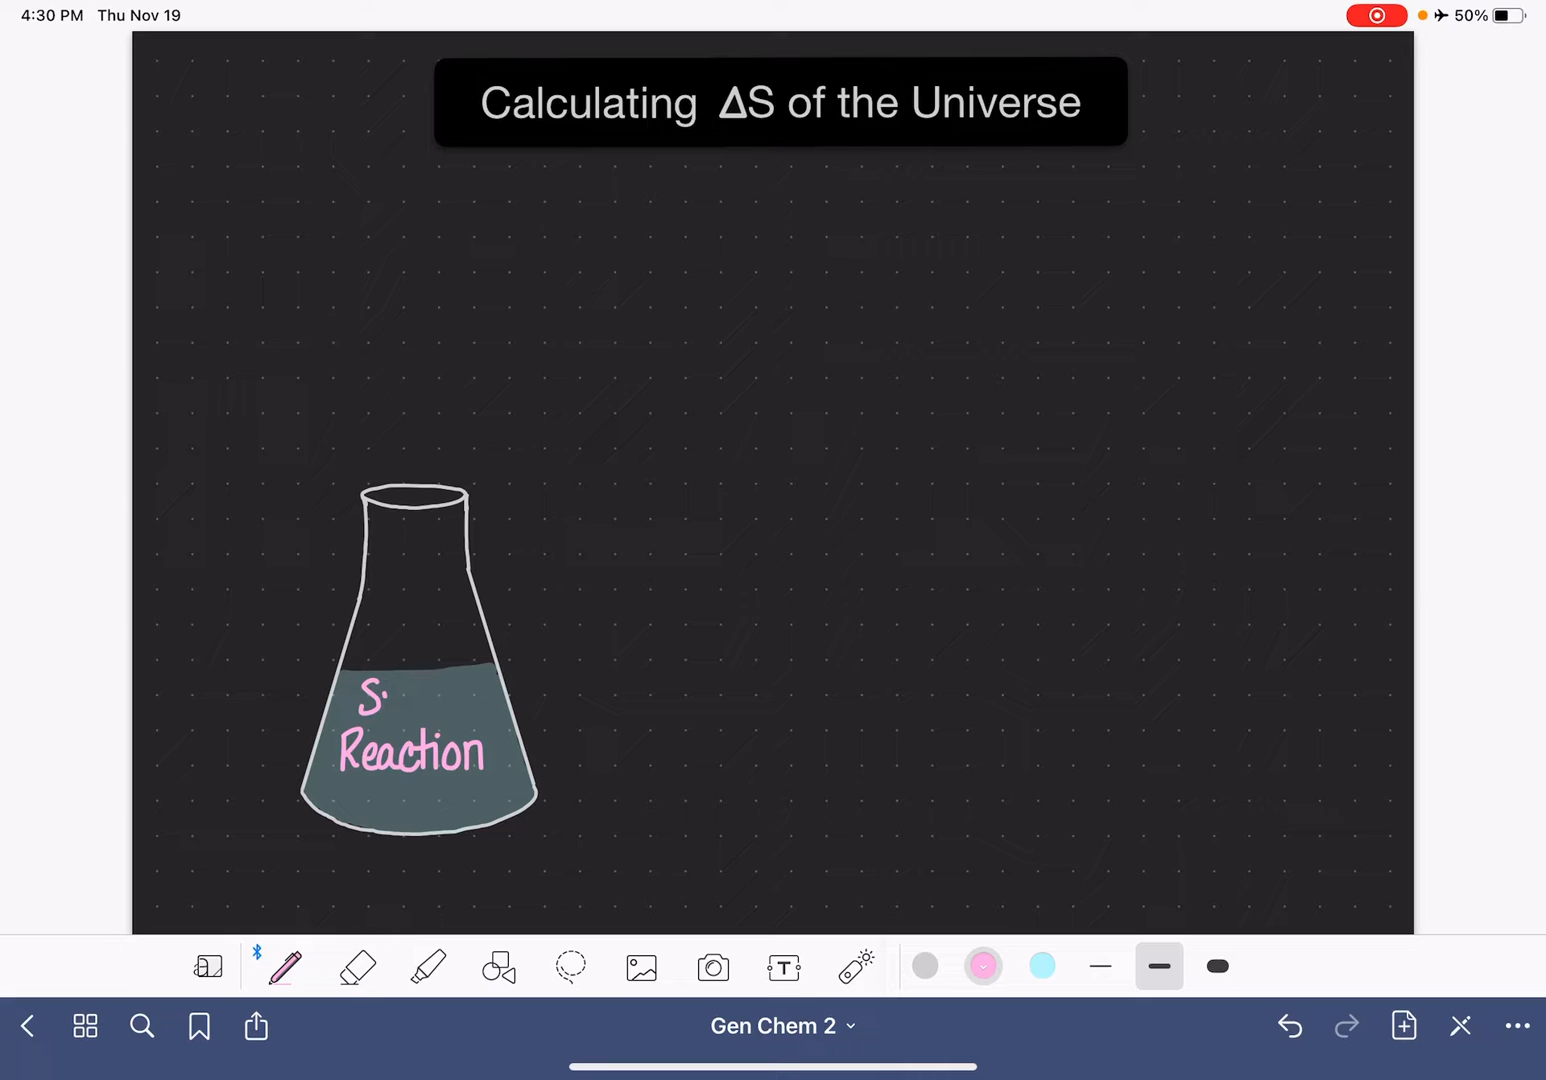 4:30 PM Thu Nov 19
50%
Calculating ΔS of the Universe
S.
Reaction
T
Gen Chem 2